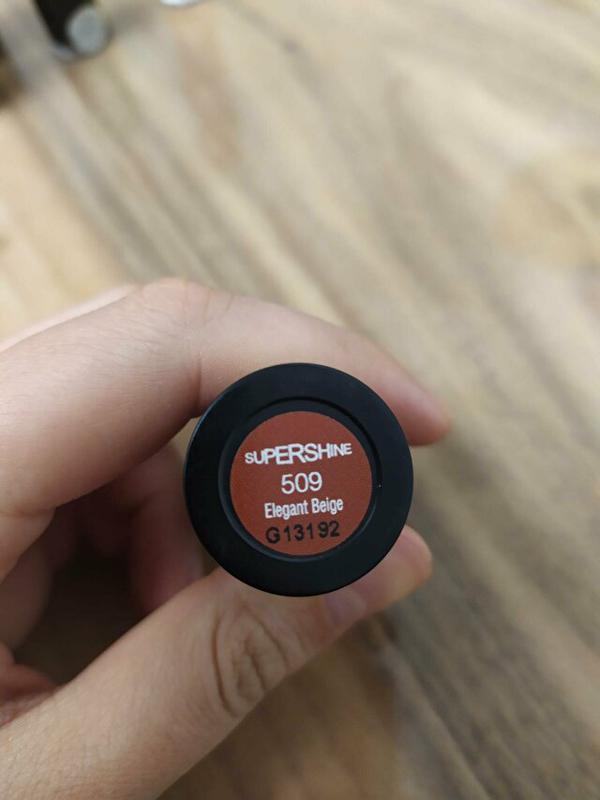 SUPERSHINE
509
Elegant Beige
G13192